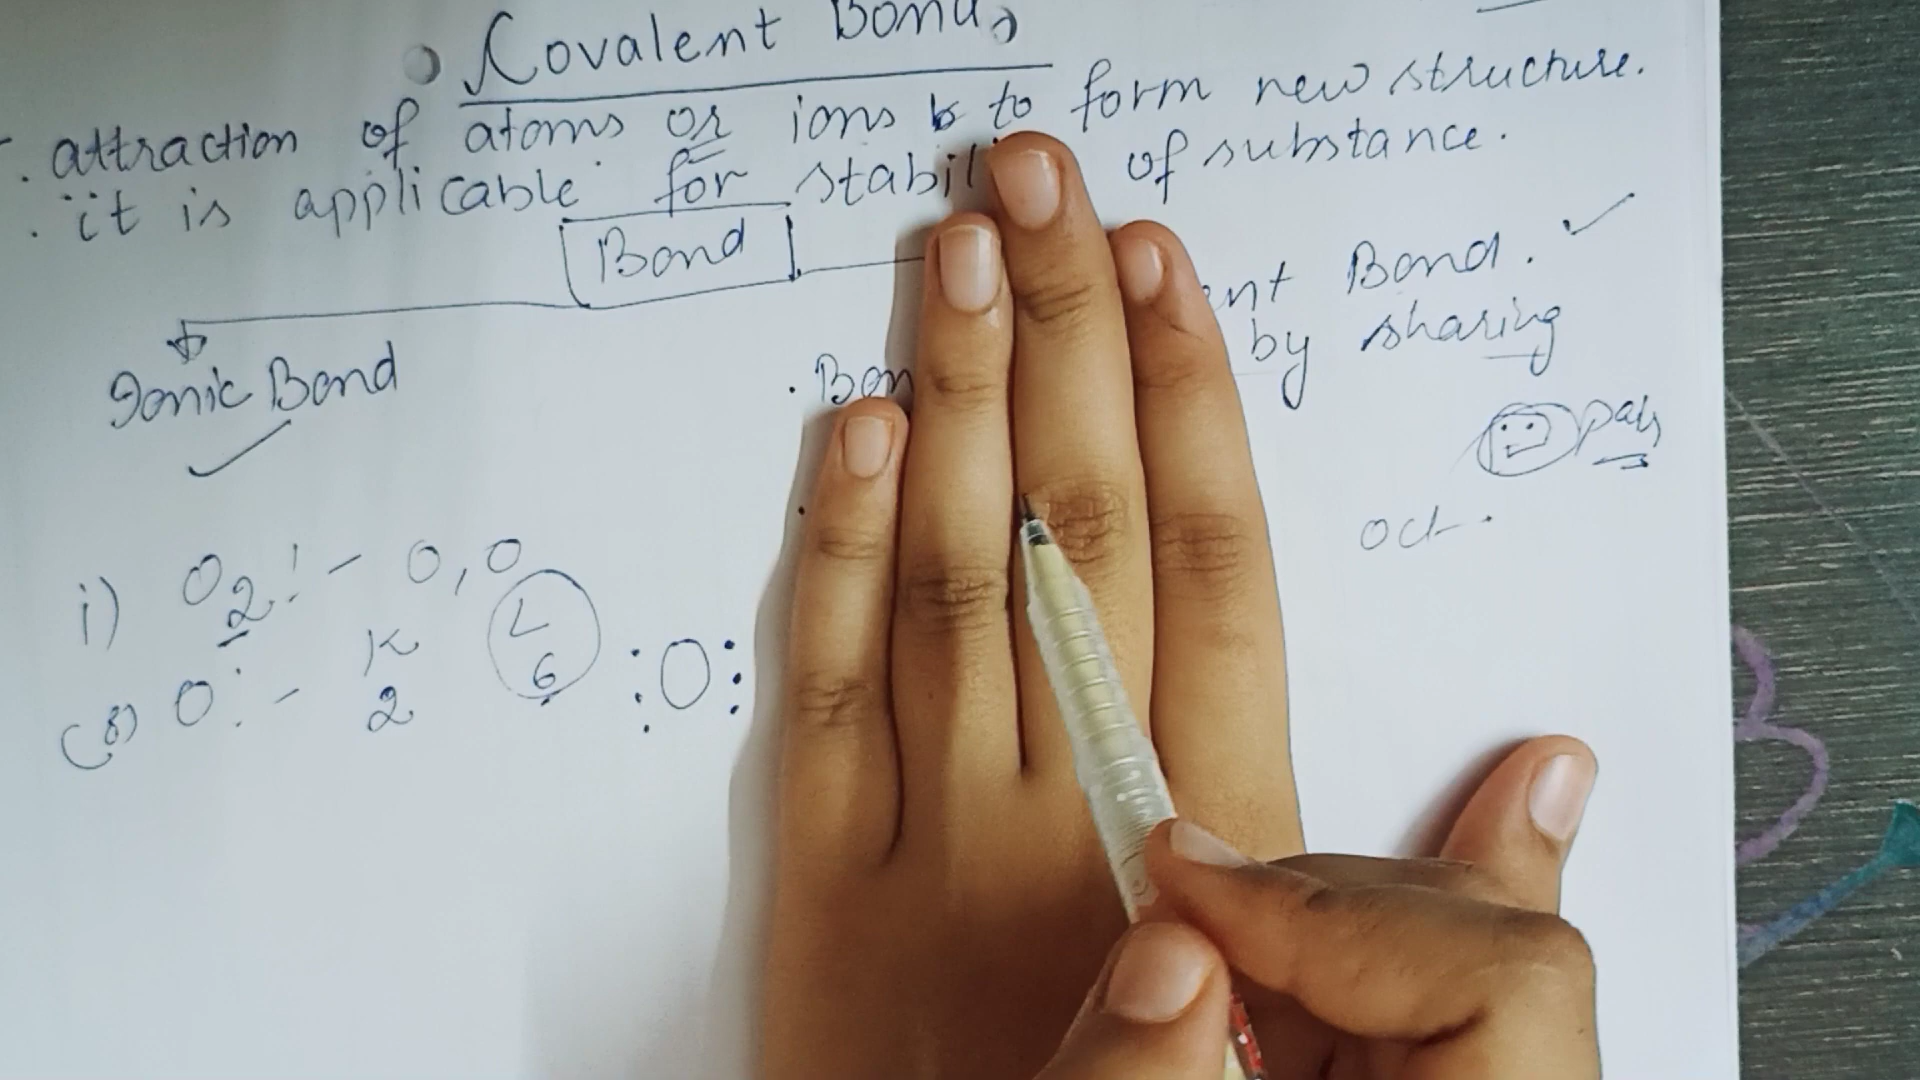 Covalent Bond
. attraction of atoms or ions to form new structure.
. it is applicable for stabil of substance.
Bond
Ionic Bond
ent Bond.
. Bon by sharing
oct.
i) O2 :- O, O
(8) O :- K L
2 6
:O: